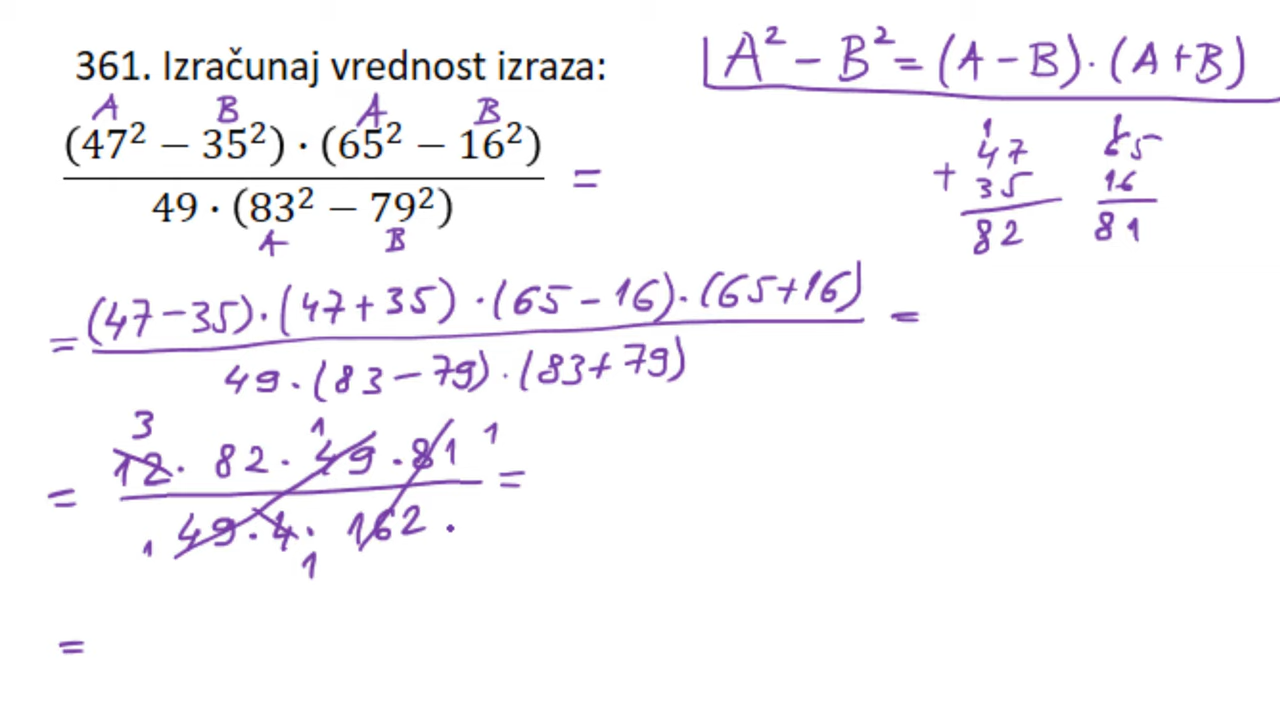 361. Izračunaj vrednost izraza:
A² − B² = (A − B) · (A + B)
A B A B
(47² − 35²) · (65² − 16²)
=
49 · (83² − 79²)
A B
1
47
+ 35
82
1
65
16
81
= (47 − 35) · (47 + 35) · (65 − 16) · (65 + 16) =
49 · (83 − 79) · (83 + 79)
3 1 1
= 12 · 82 · 49 · 81 =
1 49 · 4 · 162 ·
1
=